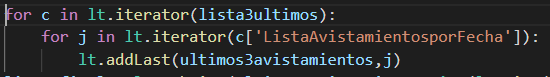 for c in lt.iterator(lista3ultimos):
    for j in lt.iterator(c['ListaAvistamientosporFecha']):
        lt.addLast(ultimos3avistamientos,j)